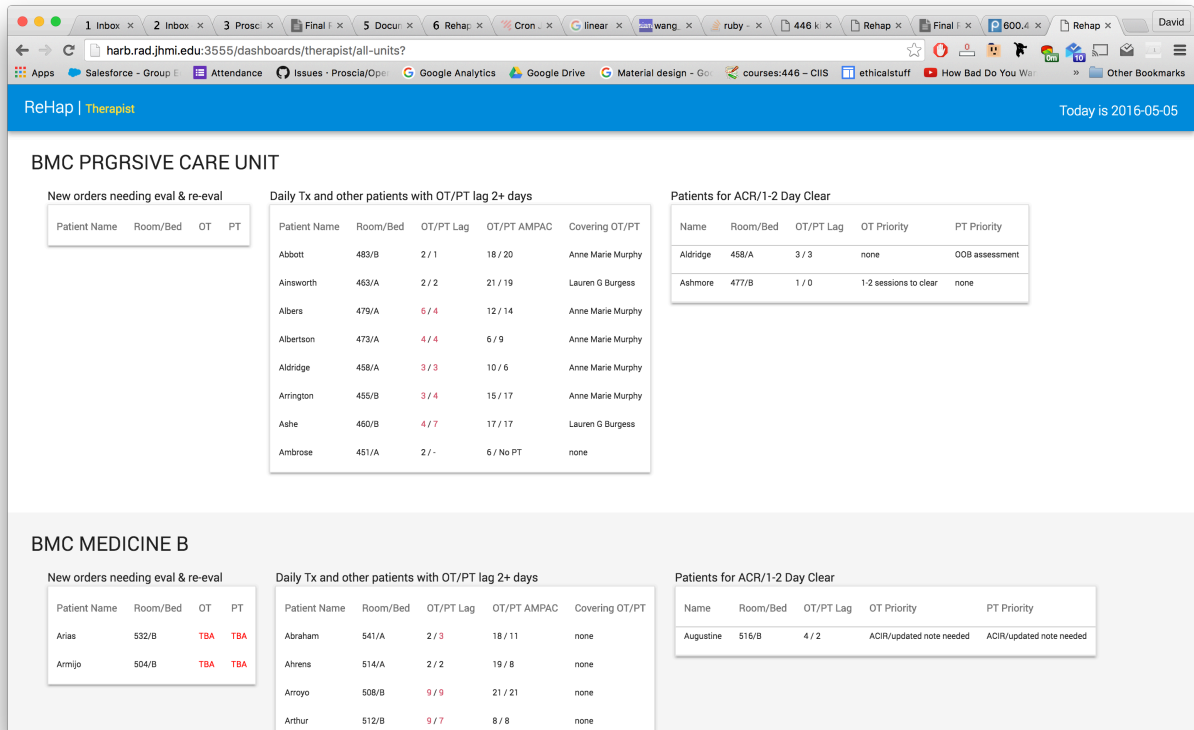 David
1 Inbox × 2 Inbox × 3 Prosci × Final × 5 Docun × 6 Rehap × Cron × linear × wang_ × ruby - × 446 × Rehap × Final × 600.4 × Rehap ×
harb.rad.jhmi.edu:3555/dashboards/therapist/all-units?
Apps Salesforce - Group Attendance Issues · Proscia/Oper Google Analytics Google Drive Material design - Go courses:446 – CIIS ethicalstuff How Bad Do You Wa » Other Bookmarks
ReHap | Therapist Today is 2016-05-05
BMC PRGRSIVE CARE UNIT
New orders needing eval & re-eval Daily Tx and other patients with OT/PT lag 2+ days Patients for ACR/1-2 Day Clear
Patient Name Room/Bed OT PT Patient Name Room/Bed OT/PT Lag OT/PT AMPAC Covering OT/PT Name Room/Bed OT/PT Lag OT Priority PT Priority
Abbott 483/B 2 / 1 18 / 20 Anne Marie Murphy Aldridge 458/A 3 / 3 none OOB assessment
Ainsworth 463/A 2 / 2 21 / 19 Lauren G Burgess Ashmore 477/B 1 / 0 1-2 sessions to clear none
Albers 479/A 6 / 4 12 / 14 Anne Marie Murphy
Albertson 473/A 4 / 4 6 / 9 Anne Marie Murphy
Aldridge 458/A 3 / 3 10 / 6 Anne Marie Murphy
Arrington 455/B 3 / 4 15 / 17 Anne Marie Murphy
Ashe 460/B 4 / 7 17 / 17 Lauren G Burgess
Ambrose 451/A 2 / - 6 / No PT none
BMC MEDICINE B
New orders needing eval & re-eval Daily Tx and other patients with OT/PT lag 2+ days Patients for ACR/1-2 Day Clear
Patient Name Room/Bed OT PT Patient Name Room/Bed OT/PT Lag OT/PT AMPAC Covering OT/PT Name Room/Bed OT/PT Lag OT Priority PT Priority
Arias 532/B TBA TBA Abraham 541/A 2 / 3 18 / 11 none Augustine 516/B 4 / 2 ACIR/updated note needed ACIR/updated note needed
Armijo 504/B TBA TBA Ahrens 514/A 2 / 2 19 / 8 none
Arroyo 508/B 9 / 9 21 / 21 none
Arthur 512/B 9 / 7 8 / 8 none